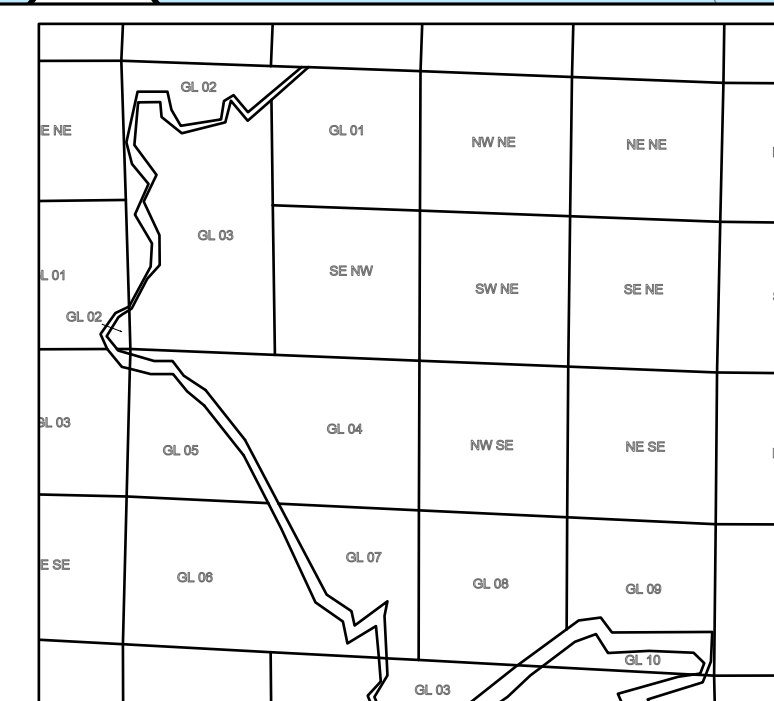 GL 02
E NE
GL 01
NW NE
NE NE
GL 03
L 01
SE NW
SW NE
SE NE
GL 02
GL 03
GL 04
GL 05
NW SE
NE SE
E SE
GL 06
GL 07
GL 08
GL 09
GL 10
GL 03